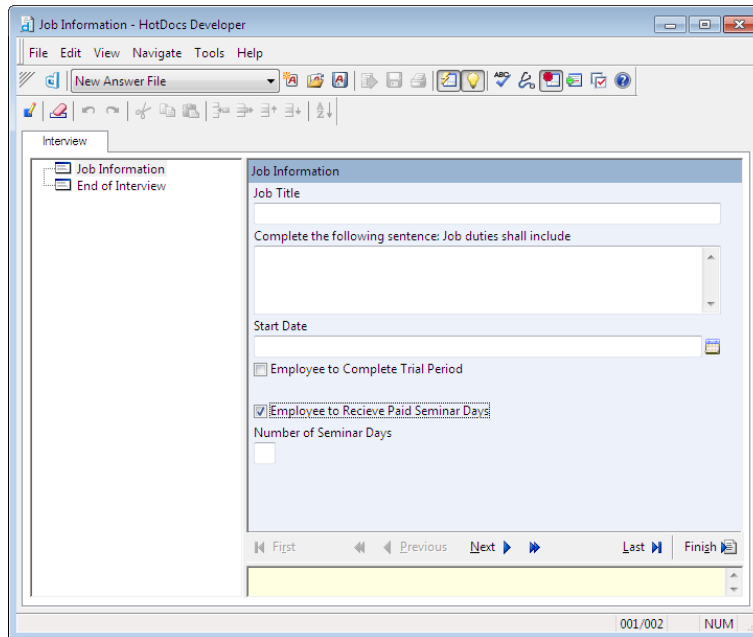 Job Information - HotDocs Developer
File Edit View Navigate Tools Help
New Answer File
ABC
Interview
Job Information
End of Interview
Job Information
Job Title
Complete the following sentence: Job duties shall include
Start Date
Employee to Complete Trial Period
Employee to Recieve Paid Seminar Days
Number of Seminar Days
First Previous Next Last Finish
001/002 NUM